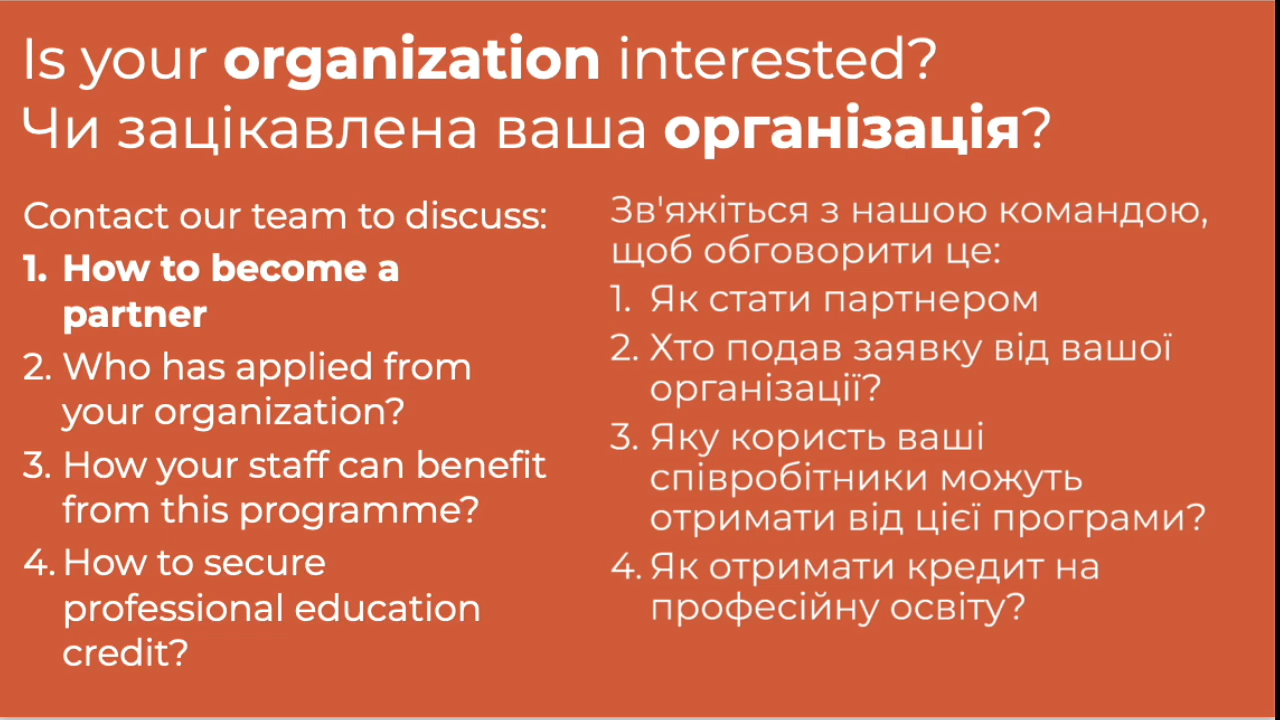 Is your organization interested?
Чи зацікавлена ваша організація?
Contact our team to discuss:
1. How to become a
partner
2. Who has applied from
your organization?
3. How your staff can benefit
from this programme?
4. How to secure
professional education
credit?
Зв'яжіться з нашою командою,
щоб обговорити це:
1. Як стати партнером
2. Хто подав заявку від вашої
організації?
3. Яку користь ваші
співробітники можуть
отримати від цієї програми?
4. Як отримати кредит на
професійну освіту?